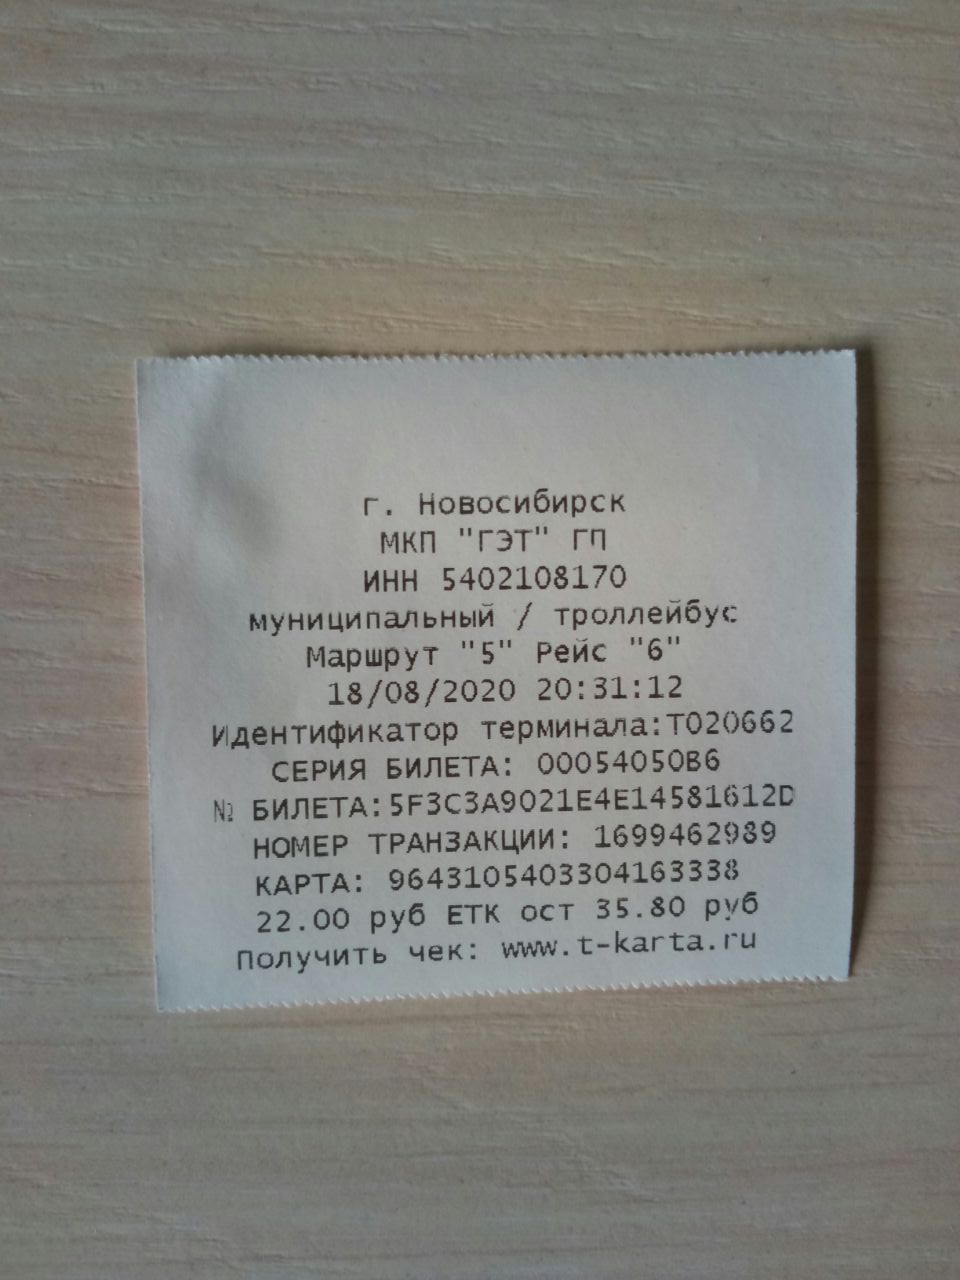 г. Новосибирск
МКП "ГЭТ" ГП
ИНН 5402108170
муниципальный / троллейбус
Маршрут "5" Рейс "6"
18/08/2020 20:31:12
Идентификатор терминала:T020662
СЕРИЯ БИЛЕТА: 00054050B6
№ БИЛЕТА:5F3C3A9021E4E14581612D
НОМЕР ТРАНЗАКЦИИ: 1699462989
КАРТА: 9643105403304163338
22.00 руб ЕТК ост 35.80 руб
Получить чек: www.t-karta.ru